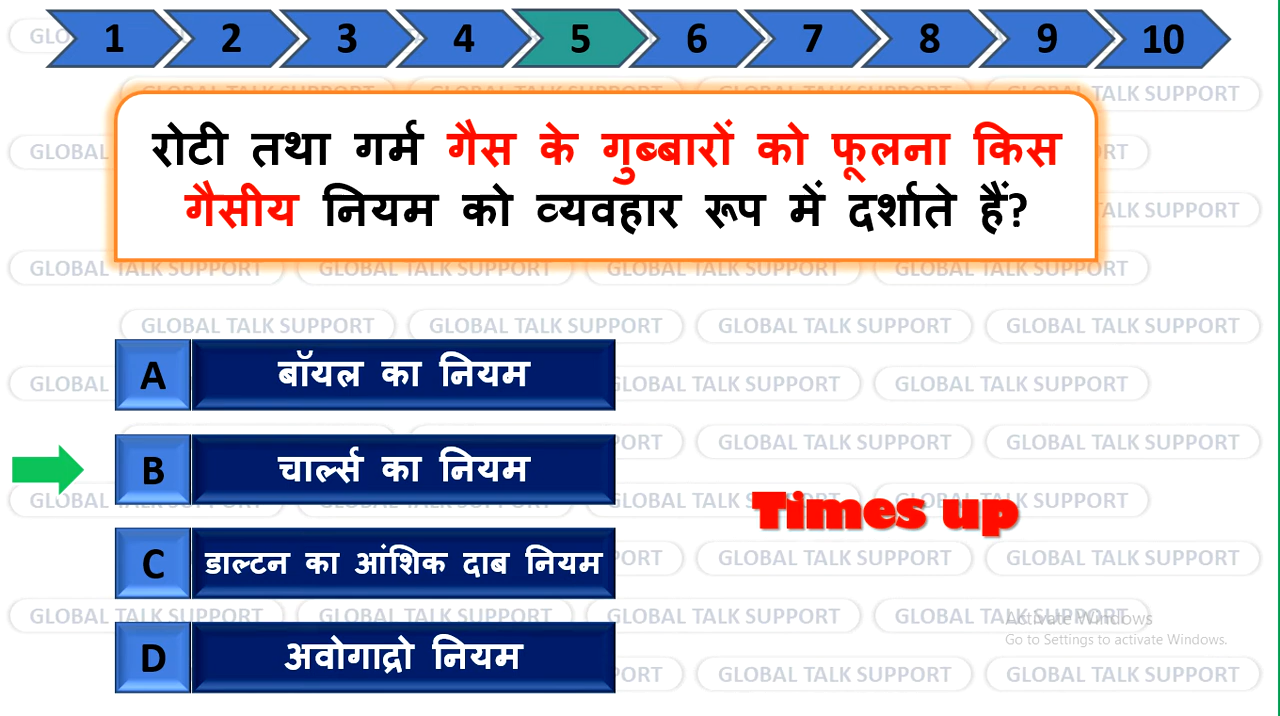 1 2 3 4 5 6 7 8 9 10
रोटी तथा गर्म गैस के गुब्बारों को फूलना किस
गैसीय नियम को व्यवहार रूप में दर्शाते हैं?
A बॉयल का नियम
B चार्ल्स का नियम
C डाल्टन का आंशिक दाब नियम
D अवोगाद्रो नियम
Times up
GLOBAL TALK SUPPORT
Activate Windows
Go to Settings to activate Windows.